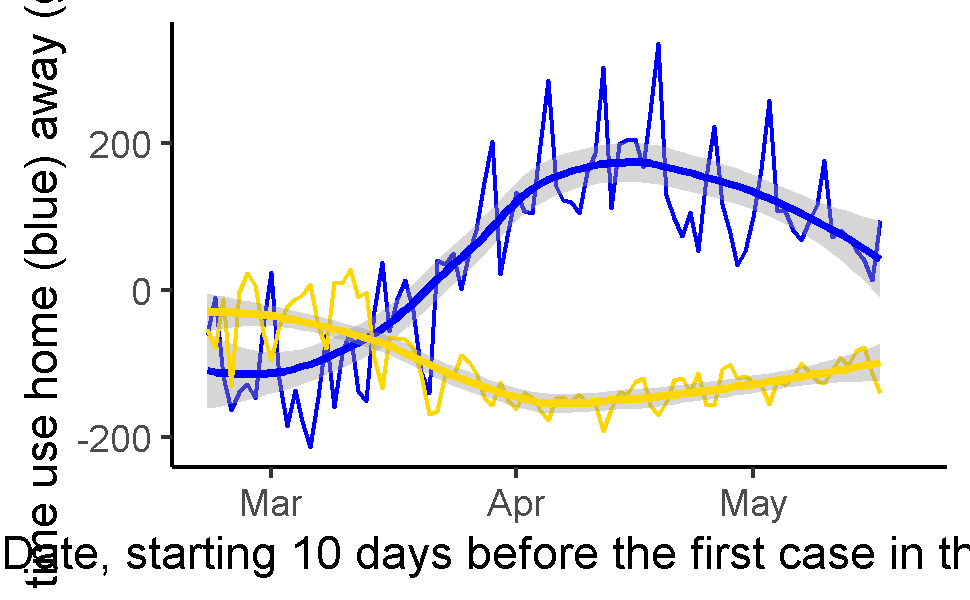 time use home (blue) away (
200
0
-200
Mar Apr May
Date, starting 10 days before the first case in th